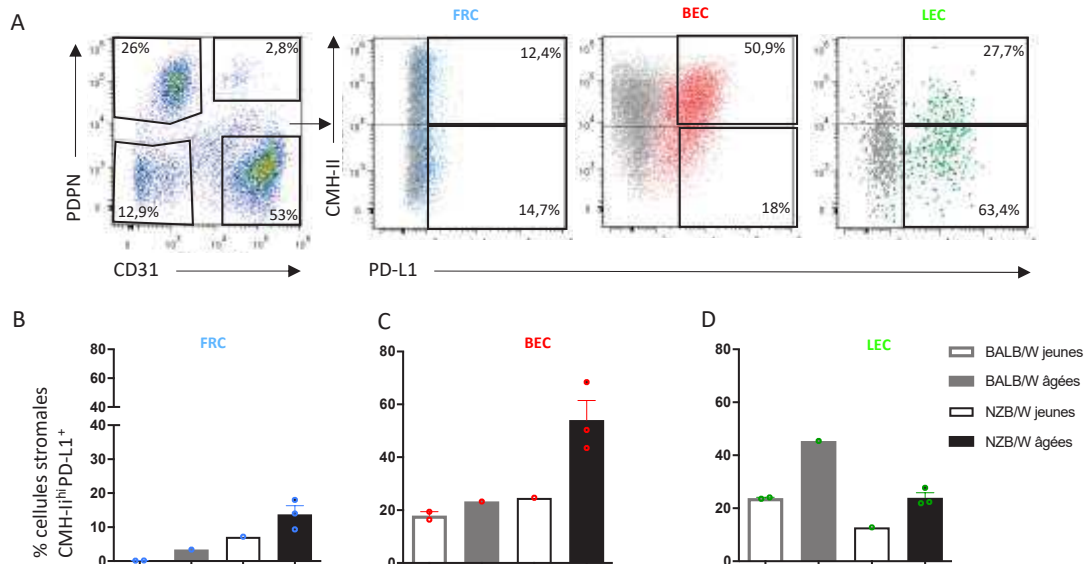 A
FRC
BEC
LEC
26%
2,8%
12,9%
53%
PDPN
CD31
12,4%
14,7%
50,9%
18%
27,7%
63,4%
CMH-II
PD-L1
B
FRC
% cellules stromales
CMH-IIhiPD-L1+
80
60
40
40
30
20
10
0
C
BEC
80
60
40
20
0
D
LEC
80
60
40
20
0
BALB/W jeunes
BALB/W âgées
NZB/W jeunes
NZB/W âgées